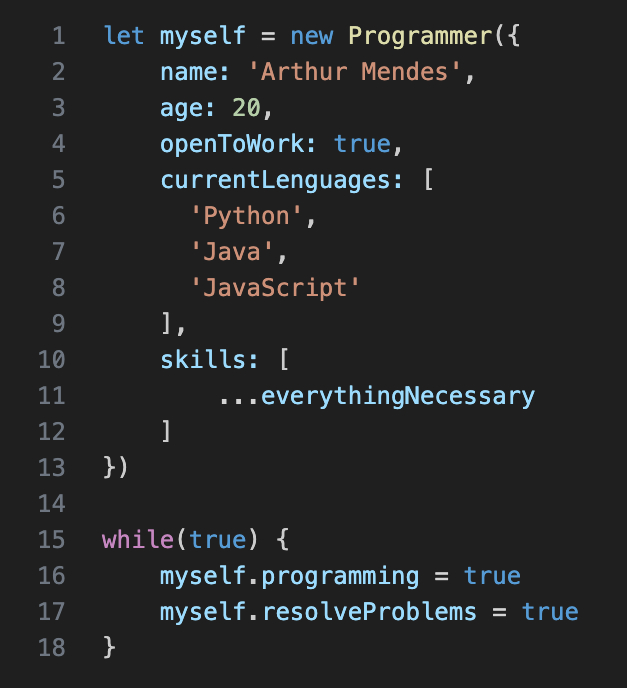 1 let myself = new Programmer({
2 name: 'Arthur Mendes',
3 age: 20,
4 openToWork: true,
5 currentLenguages: [
6 'Python',
7 'Java',
8 'JavaScript'
9 ],
10 skills: [
11 ...everythingNecessary
12 ]
13 })
14
15 while(true) {
16 myself.programming = true
17 myself.resolveProblems = true
18 }